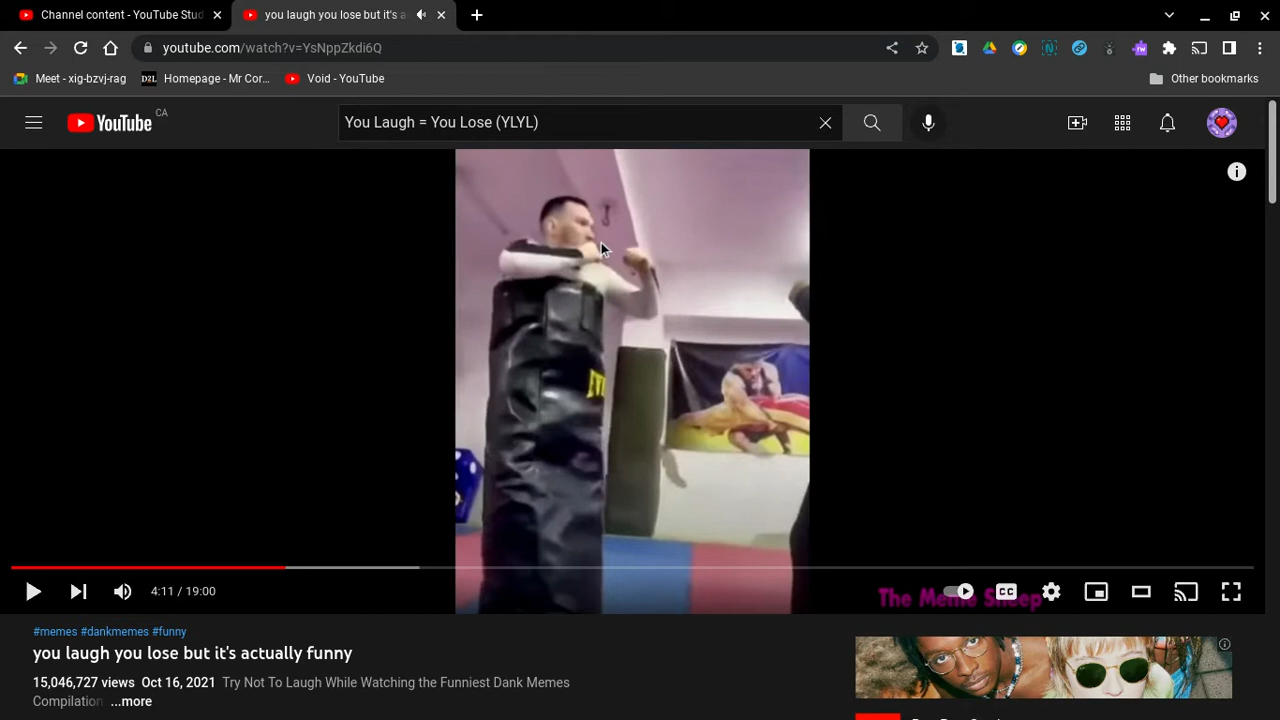 Channel content - YouTube Stud
you laugh you lose but it's a
youtube.com/watch?v=YsNppZkdi6Q
Meet - xig-bzvj-rag
D2L
Homepage - Mr Cor...
Void - YouTube
Other bookmarks
YouTube CA
You Laugh = You Lose (YLYL)
4:11 / 19:00
CC
The Meme Sheep
#memes #dankmemes #funny
you laugh you lose but it's actually funny
15,046,727 views Oct 16, 2021 Try Not To Laugh While Watching the Funniest Dank Memes
Compilation ...more